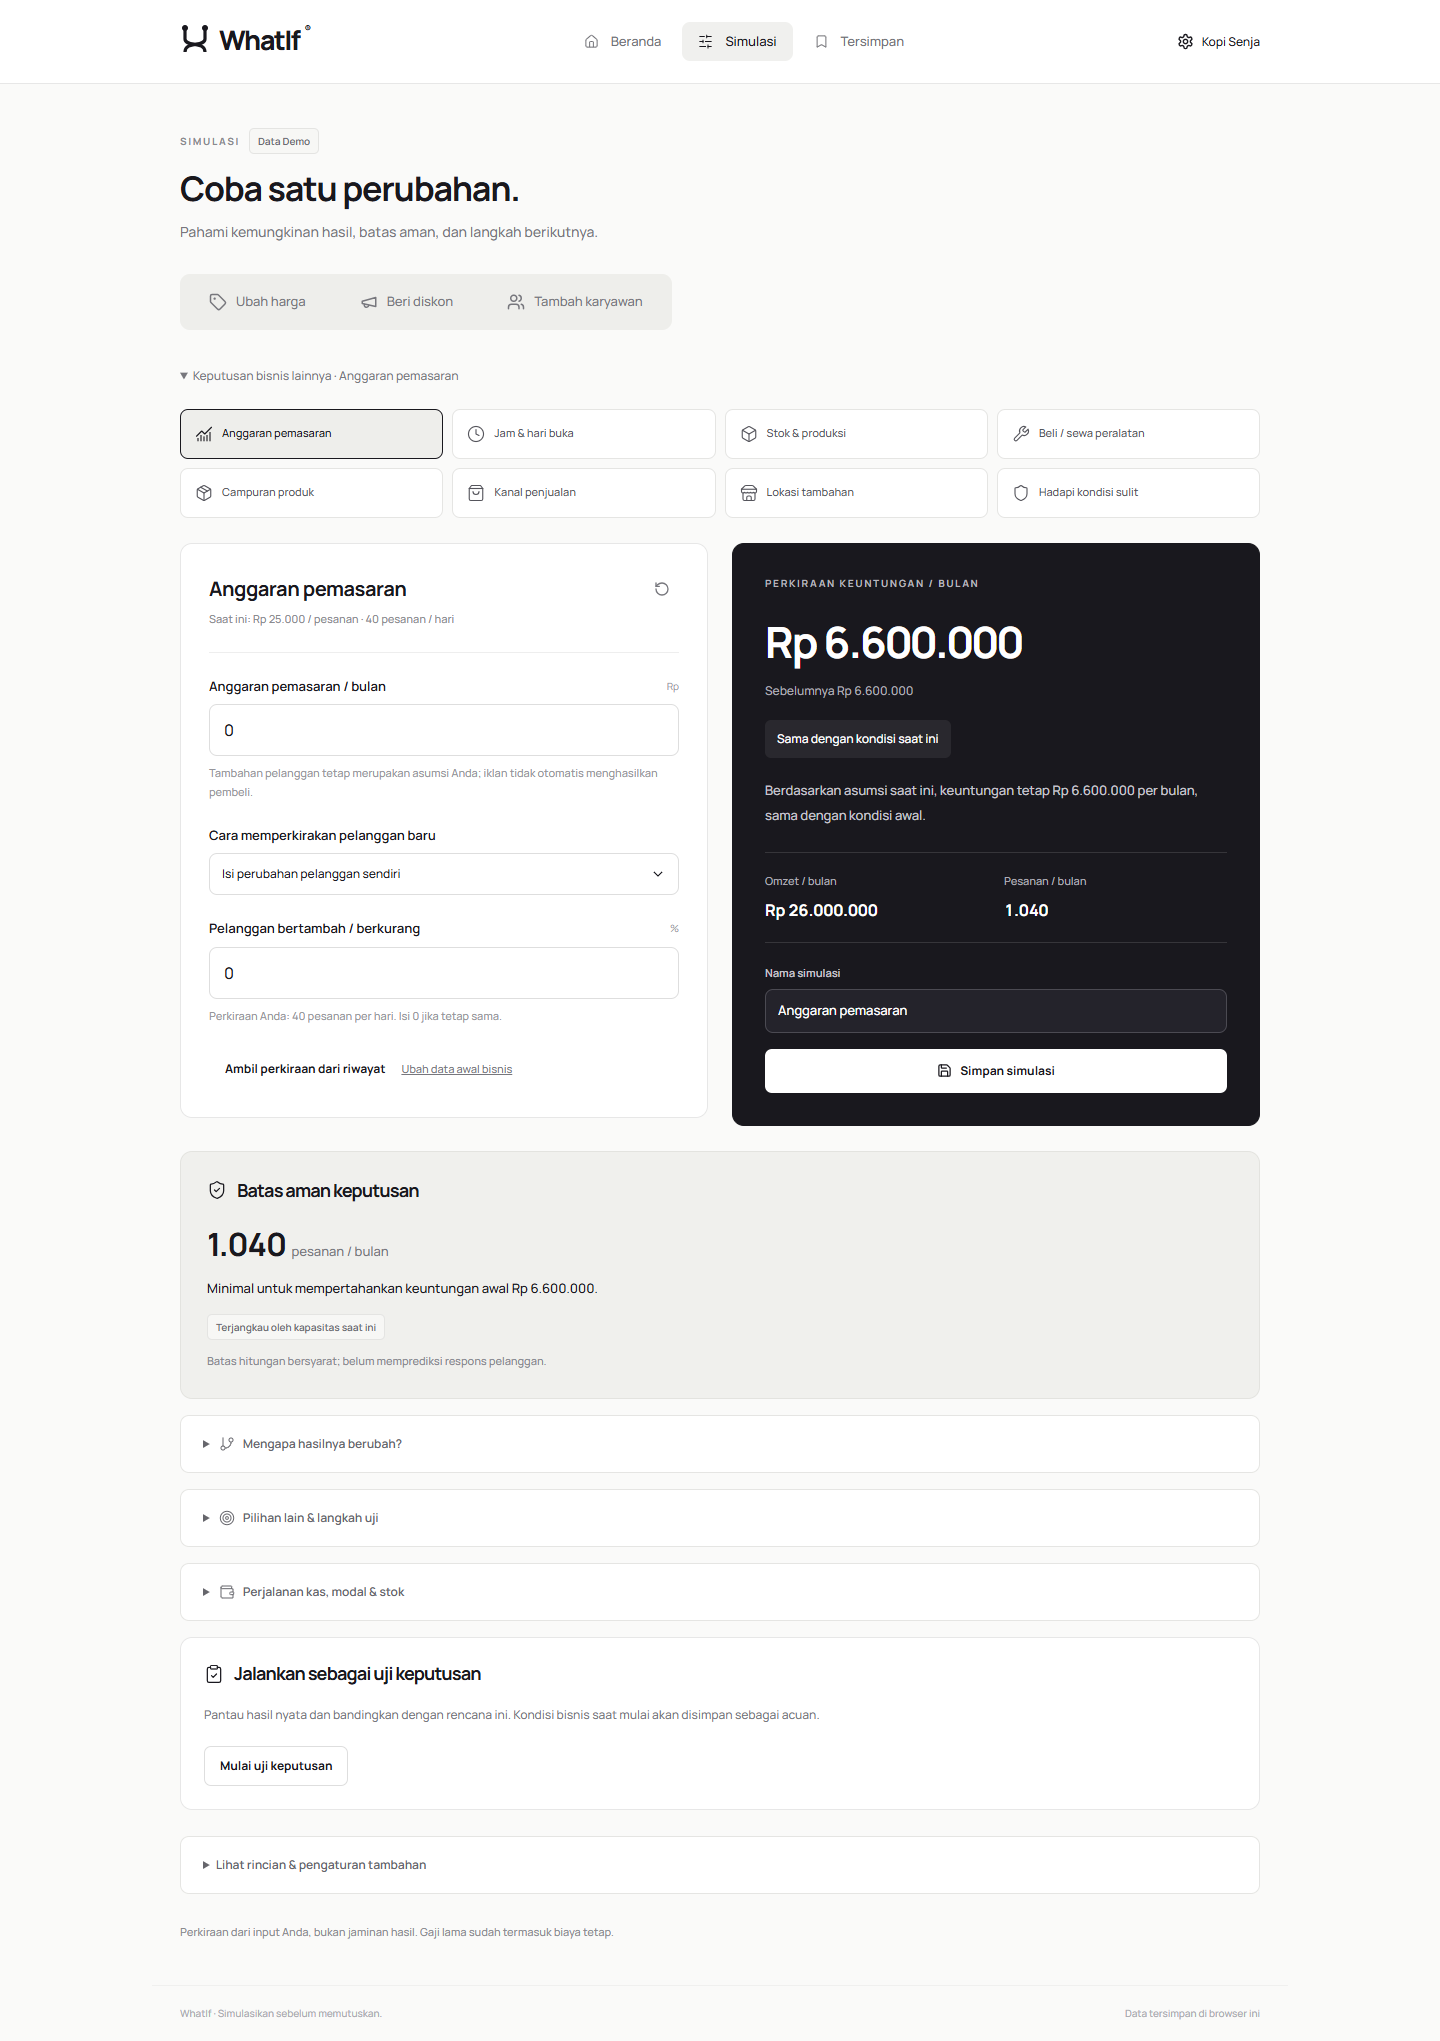 WhatIf
Beranda
Simulasi
Tersimpan
Kopi Senja
SIMULASI
Data Demo
Coba satu perubahan.
Pahami kemungkinan hasil, batas aman, dan langkah berikutnya.
Ubah harga
Beri diskon
Tambah karyawan
▼ Keputusan bisnis lainnya · Anggaran pemasaran
Anggaran pemasaran
Jam & hari buka
Stok & produksi
Beli / sewa peralatan
Campuran produk
Kanal penjualan
Lokasi tambahan
Hadapi kondisi sulit
Anggaran pemasaran
Saat ini: Rp 25.000 / pesanan · 40 pesanan / hari
Anggaran pemasaran / bulan
Rp
0
Tambahan pelanggan tetap merupakan asumsi Anda; iklan tidak otomatis menghasilkan
pembeli.
Cara memperkirakan pelanggan baru
Isi perubahan pelanggan sendiri
Pelanggan bertambah / berkurang
%
0
Perkiraan Anda: 40 pesanan per hari. Isi 0 jika tetap sama.
Ambil perkiraan dari riwayat
Ubah data awal bisnis
PERKIRAAN KEUNTUNGAN / BULAN
Rp 6.600.000
Sebelumnya Rp 6.600.000
Sama dengan kondisi saat ini
Berdasarkan asumsi saat ini, keuntungan tetap Rp 6.600.000 per bulan,
sama dengan kondisi awal.
Omzet / bulan
Pesanan / bulan
Rp 26.000.000
1.040
Nama simulasi
Anggaran pemasaran
Simpan simulasi
Batas aman keputusan
1.040 pesanan / bulan
Minimal untuk mempertahankan keuntungan awal Rp 6.600.000.
Terjangkau oleh kapasitas saat ini
Batas hitungan bersyarat; belum memprediksi respons pelanggan.
Mengapa hasilnya berubah?
Pilihan lain & langkah uji
Perjalanan kas, modal & stok
Jalankan sebagai uji keputusan
Pantau hasil nyata dan bandingkan dengan rencana ini. Kondisi bisnis saat mulai akan disimpan sebagai acuan.
Mulai uji keputusan
Lihat rincian & pengaturan tambahan
Perkiraan dari input Anda, bukan jaminan hasil. Gaji lama sudah termasuk biaya tetap.
WhatIf · Simulasikan sebelum memutuskan.
Data tersimpan di browser ini